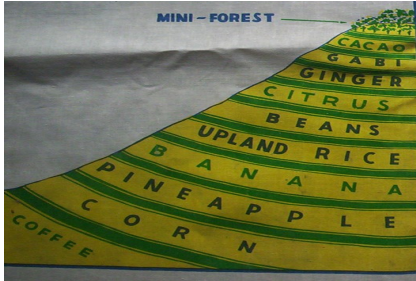 MINI-FOREST
CACAO
GABI
GINGER
CITRUS
BEANS
UPLAND RICE
BANANA
PINEAPPLE
CORN
COFFEE